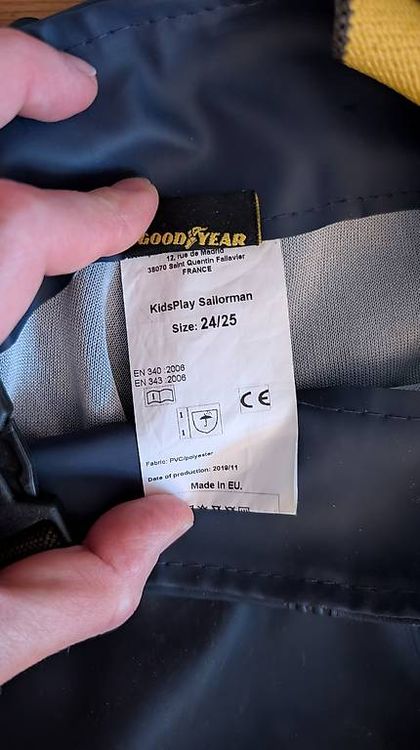 GOODYEAR
12, rue de Madrid
38070 Saint Quentin Fallavier
FRANCE
KidsPlay Sailorman
Size: 24/25
EN 340 :2006
EN 343 :2006
i
1
1
CE
Fabric: PVC/polyester
Date of production: 2019/11
Made in EU.